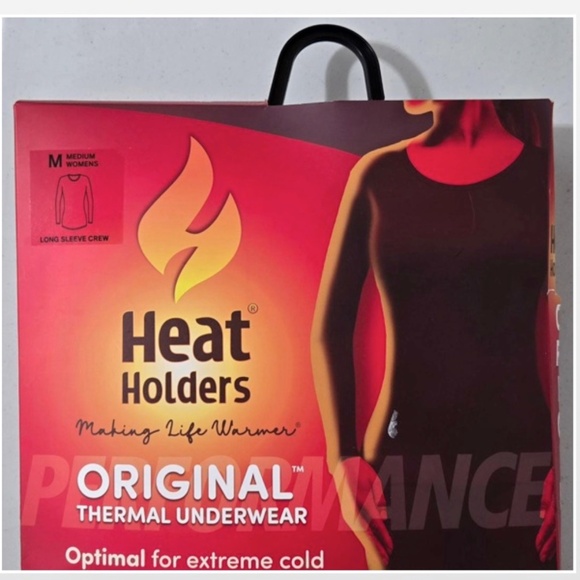 M MEDIUM
WOMENS
LONG SLEEVE CREW
Heat®
Holders
Making Life Warmer®
PERFORMANCE
ORIGINAL™
THERMAL UNDERWEAR
Optimal for extreme cold